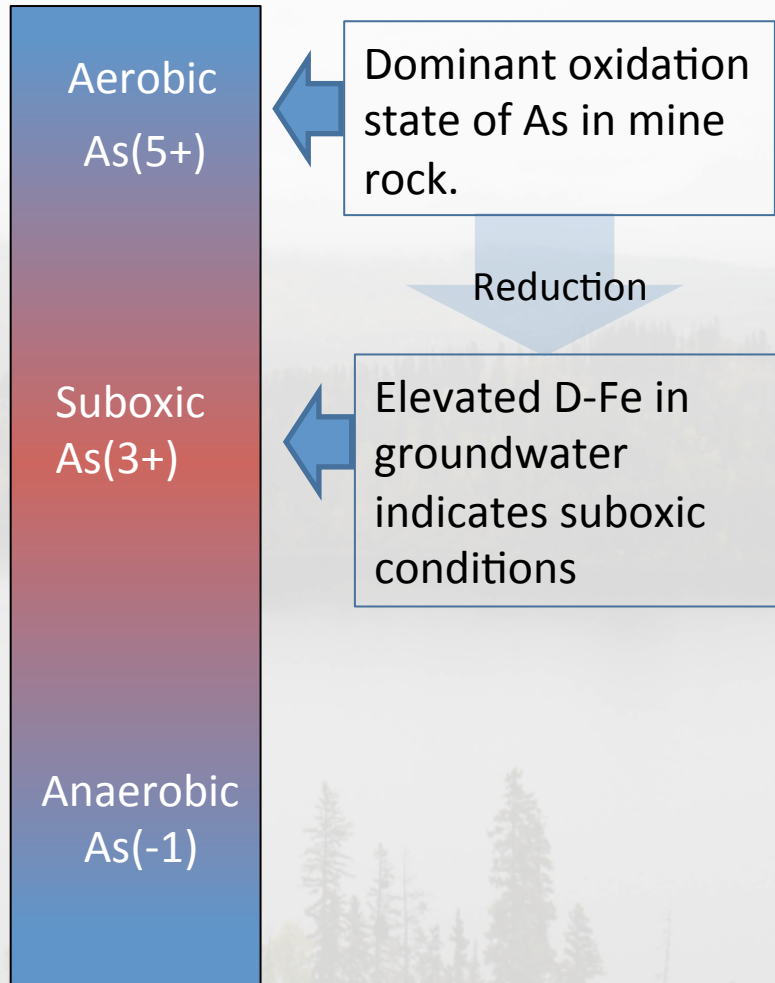 Aerobic
As(5+)
Dominant oxidation
state of As in mine
rock.
Reduction
Suboxic
As(3+)
Elevated D-Fe in
groundwater
indicates suboxic
conditions
Anaerobic
As(-1)